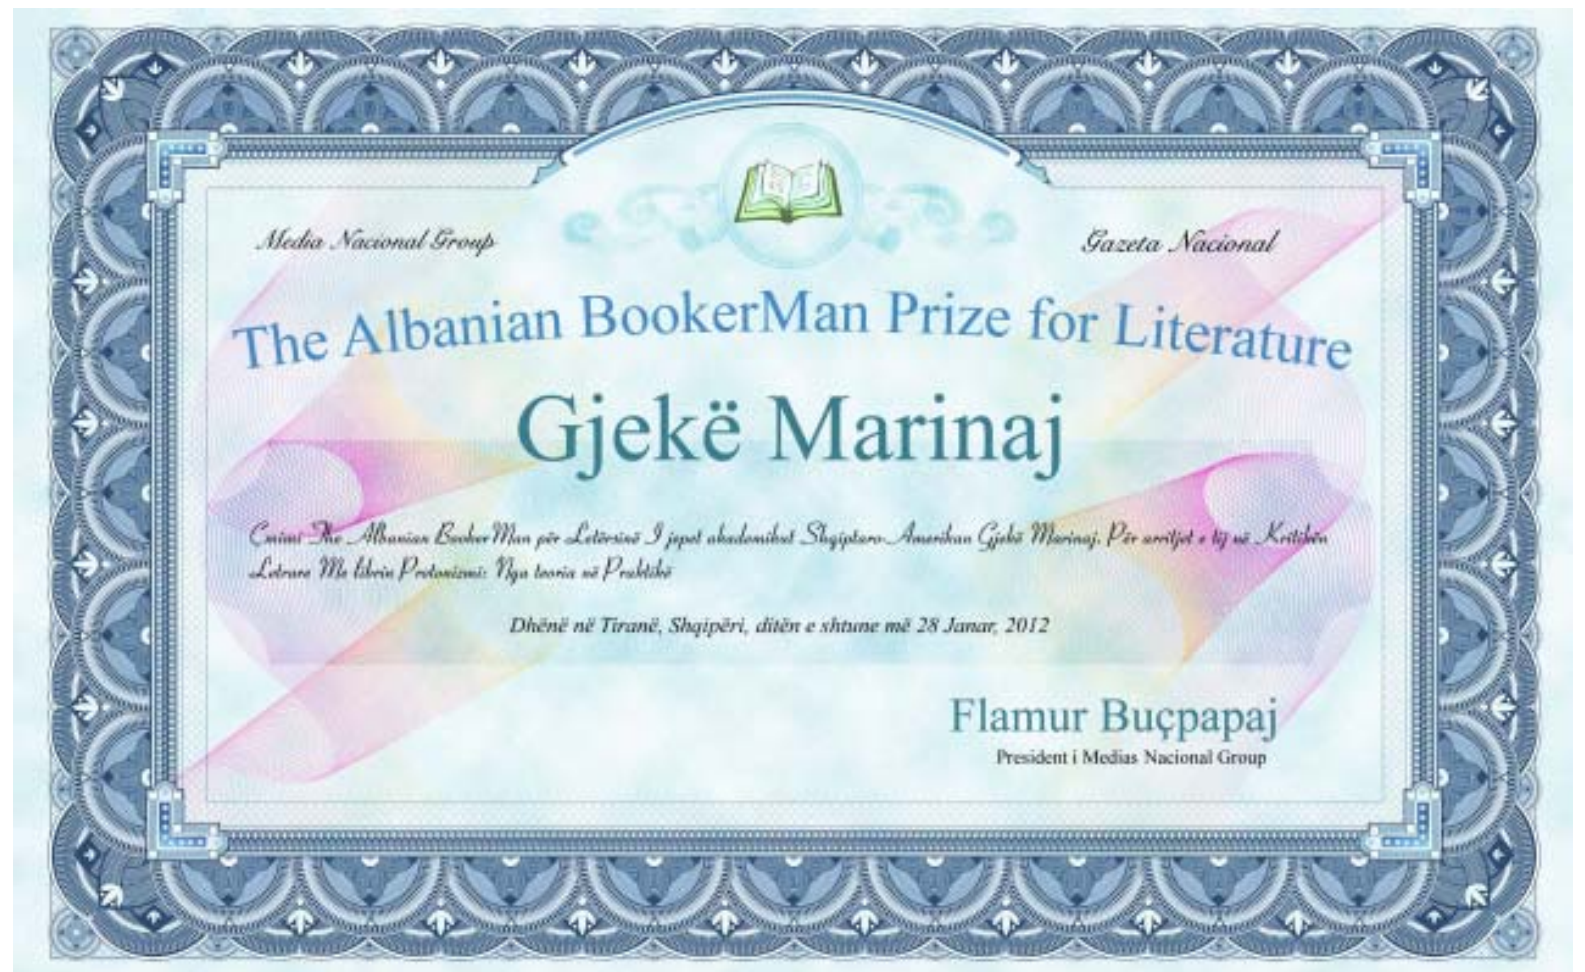 Media Nacional Group
Gazeta Nacional
The Albanian BookerMan Prize for Literature
Gjekë Marinaj
Çmimi The Albanian BookerMan për Letërsinë I jepet akademikut Shqiptaro-Amerikan Gjekë Marinaj. Për arritjet e tij në Kritikën
Letrare Me librin Protonizmi: Nga teoria në Praktikë
Dhënë në Tiranë, Shqipëri, ditën e shtune më 28 Janar, 2012
Flamur Buçpapaj
President i Medias Nacional Group